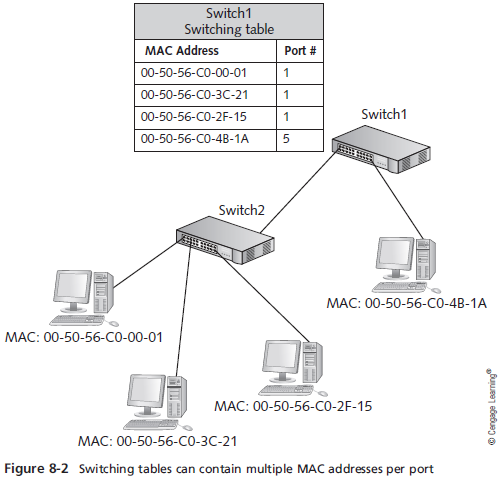 Switch1
Switching table
MAC Address Port #
00-50-56-C0-00-01 1
00-50-56-C0-3C-21 1
00-50-56-C0-2F-15 1
00-50-56-C0-4B-1A 5
Switch1
Switch2
MAC: 00-50-56-C0-4B-1A
MAC: 00-50-56-C0-00-01
MAC: 00-50-56-C0-2F-15
MAC: 00-50-56-C0-3C-21
© Cengage Learning®
Figure 8-2 Switching tables can contain multiple MAC addresses per port